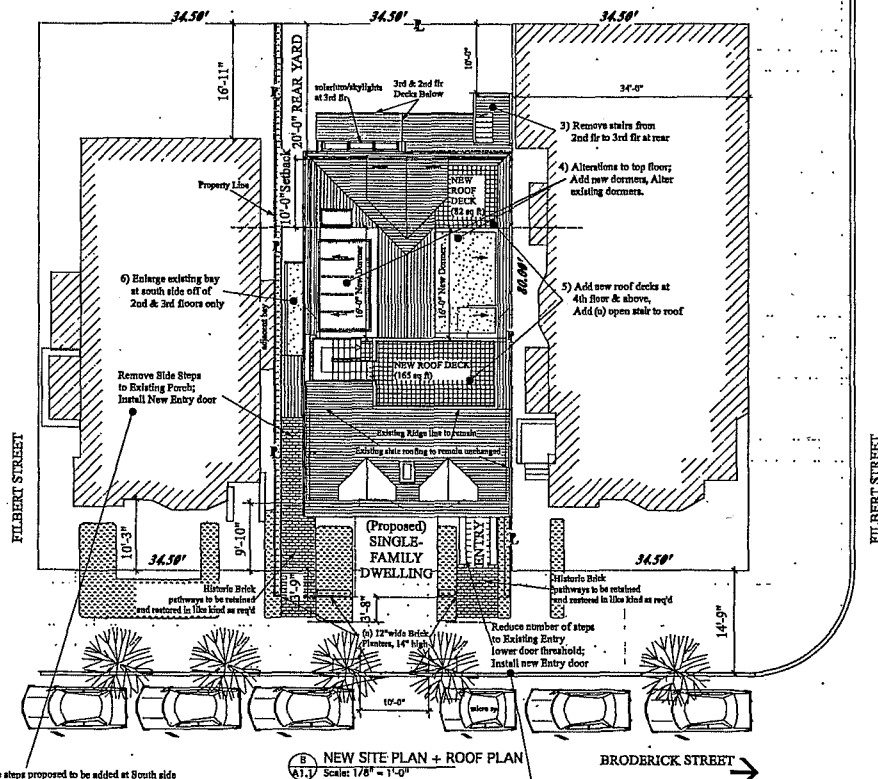 34.50'
34.50'
34.50'
PL
16'-11"
20'-0" REAR YARD
10'-0"
34'-0"
solarium/skylights
at 3rd flr
3rd & 2nd flr
Decks Below
3) Remove stairs from
2nd flr to 3rd flr at rear
4) Alterations to top floor;
Add new dormers, Alter
existing dormers.
Property Line
10'-0" Setback
NEW
ROOF
DECK
(82 sq ft)
6) Enlarge existing bay
at south side off of
2nd & 3rd floors only
16'-0" New Dormer
16'-0" New Dormer
80.00'
5) Add new roof decks at
4th floor & above,
Add (n) open stair to roof
adjacent bay
Remove Side Steps
to Existing Porch;
Install New Entry door
NEW ROOF DECK
(165 sq ft)
Existing Ridge line to remain
Existing slate roofing to remain unchanged
FILBERT STREET
FILBERT STREET
10'-3"
9'-10"
(Proposed)
SINGLE-
FAMILY
DWELLING
ENTRY
34.50'
34.50'
Historic Brick
pathways to be retained
and restored in like kind as req'd
3'-9"
3'-8"
Historic Brick
pathways to be retained
and restored in like kind as req'd
14'-9"
(n) 12" wide Brick
Planters, 14" high
Reduce number of steps
to Existing Entry
lower door threshold;
Install new Entry door
10'-0"
B
A1.1
NEW SITE PLAN + ROOF PLAN
Scale: 1/8" = 1'-0"
BRODERICK STREET
steps proposed to be added at South side